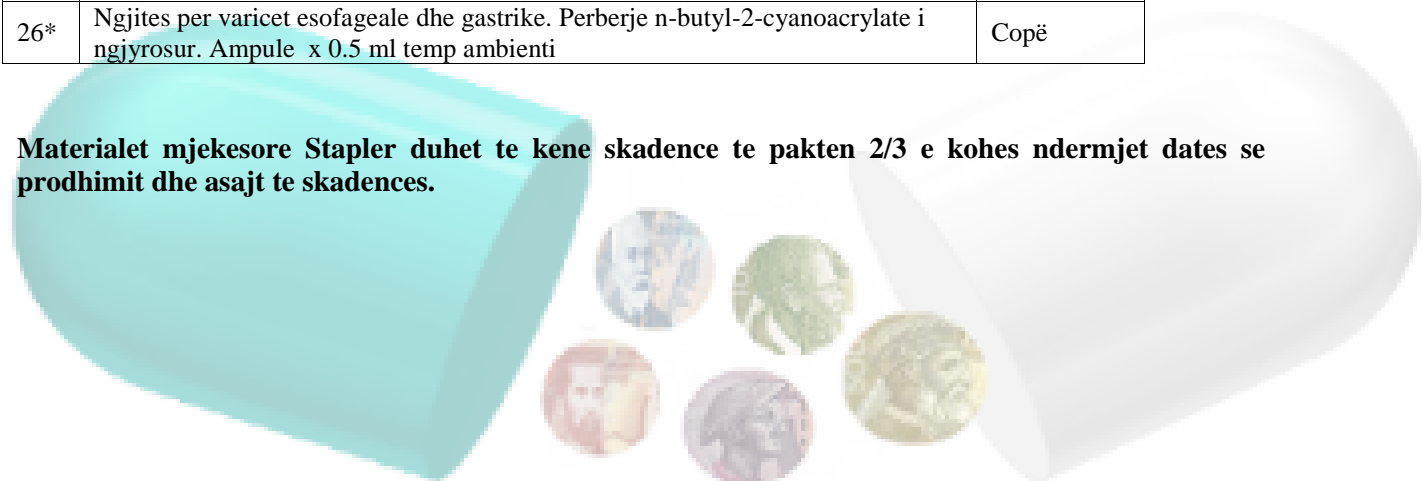 26* Ngjites per varicet esofageale dhe gastrike. Perberje n-butyl-2-cyanoacrylate i Copë
ngjyrosur. Ampule x 0.5 ml temp ambienti
Materialet mjekesore Stapler duhet te kene skadence te pakten 2/3 e kohes ndermjet dates se
prodhimit dhe asajt te skadences.